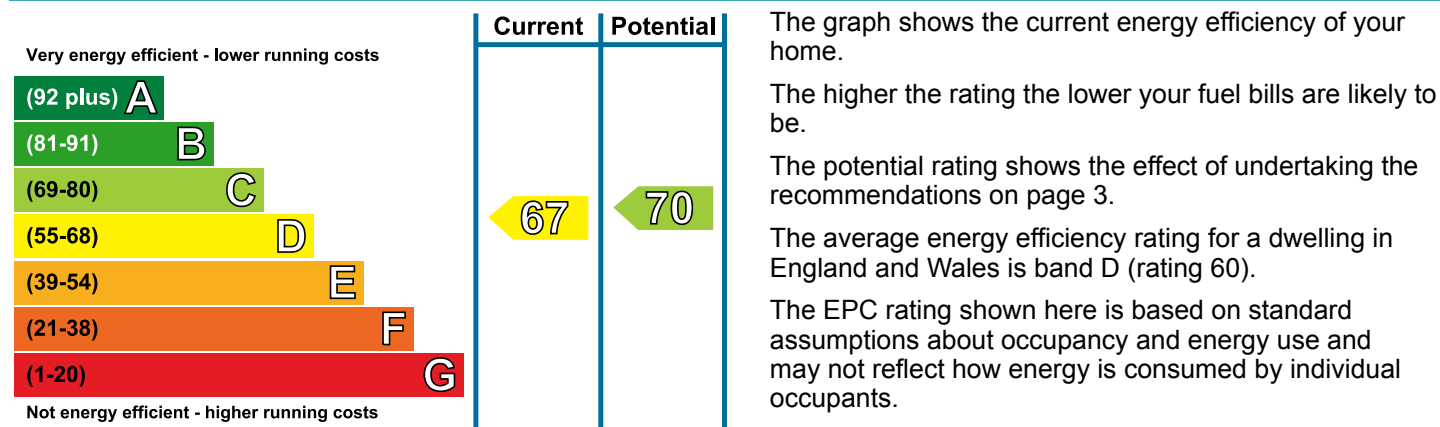 Current Potential
Very energy efficient - lower running costs
(92 plus) A
(81-91) B
(69-80) C
(55-68) D
(39-54) E
(21-38) F
(1-20) G
Not energy efficient - higher running costs
67
70
The graph shows the current energy efficiency of your
home.
The higher the rating the lower your fuel bills are likely to
be.
The potential rating shows the effect of undertaking the
recommendations on page 3.
The average energy efficiency rating for a dwelling in
England and Wales is band D (rating 60).
The EPC rating shown here is based on standard
assumptions about occupancy and energy use and
may not reflect how energy is consumed by individual
occupants.